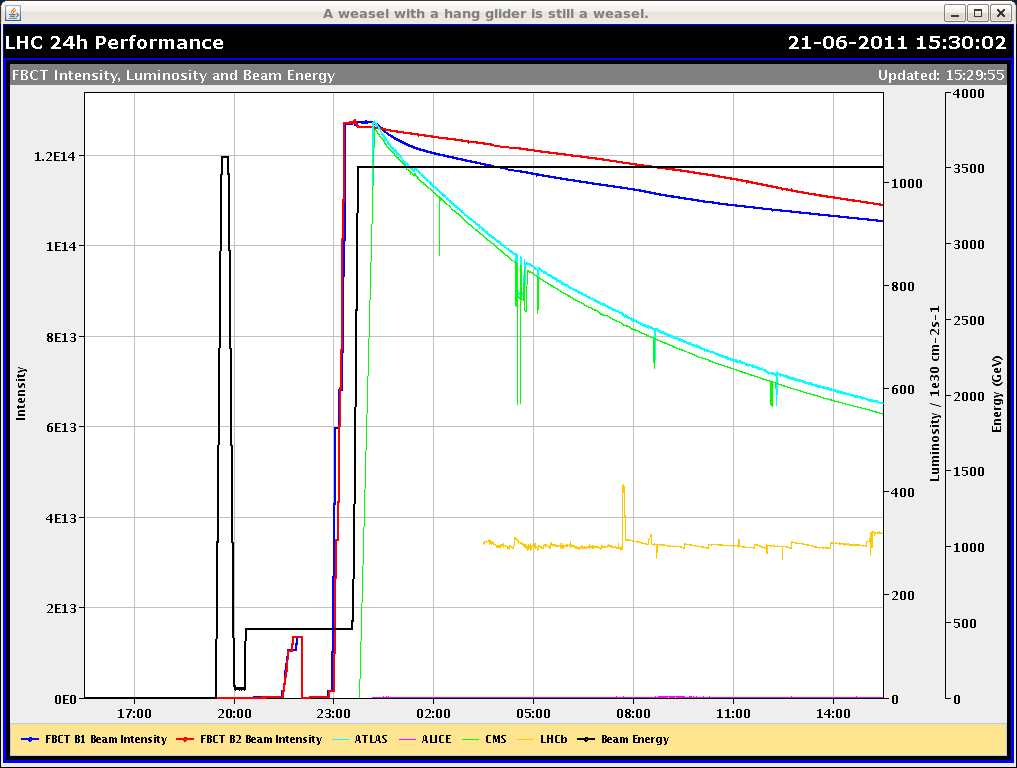 A weasel with a hang glider is still a weasel.
LHC 24h Performance
21-06-2011 15:30:02
FBCT Intensity, Luminosity and Beam Energy
Updated: 15:29:55
Intensity
1.2E14
1E14
8E13
6E13
4E13
2E13
0E0
17:00 20:00 23:00 02:00 05:00 08:00 11:00 14:00
1000
800
600
400
200
0
Luminosity / 1e30 cm-2s-1
4000
3500
3000
2500
2000
1500
1000
500
0
Energy (GeV)
FBCT B1 Beam Intensity FBCT B2 Beam Intensity ATLAS ALICE CMS LHCb Beam Energy